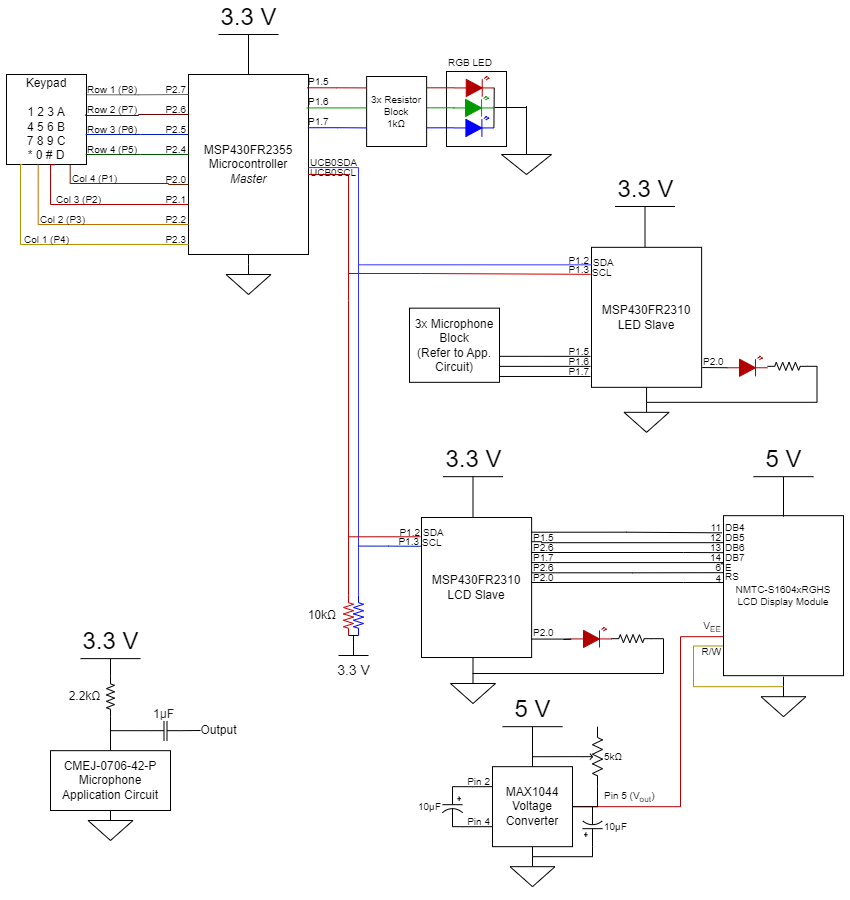 3.3 V
RGB LED
Keypad
1 2 3 A
4 5 6 B
7 8 9 C
* 0 # D
Row 1 (P8)
P2.7
Row 2 (P7)
P2.6
Row 3 (P6)
P2.5
Row 4 (P5)
P2.4
Col 4 (P1)
P2.0
Col 3 (P2)
P2.1
Col 2 (P3)
P2.2
Col 1 (P4)
P2.3
MSP430FR2355
Microcontroller
Master
P1.5
P1.6
P1.7
3x Resistor
Block
1kΩ
UCB0SDA
UCB0SCL
3.3 V
P1.2
SDA
P1.3
SCL
MSP430FR2310
LED Slave
3x Microphone
Block
(Refer to App.
Circuit)
P1.5
P1.6
P1.7
P2.0
3.3 V
5 V
P1.2
SDA
P1.3
SCL
MSP430FR2310
LCD Slave
P1.5
P2.6
P1.7
P2.6
P2.0
11
DB4
12
DB5
13
DB6
14
DB7
6
E
4
RS
NMTC-S1604xRGHS
LCD Display Module
VEE
R/W
P2.0
10kΩ
3.3 V
3.3 V
2.2kΩ
1µF
Output
CMEJ-0706-42-P
Microphone
Application Circuit
5 V
5kΩ
Pin 2
10µF
+
Pin 4
MAX1044
Voltage
Converter
Pin 5 (Vout)
10µF
+